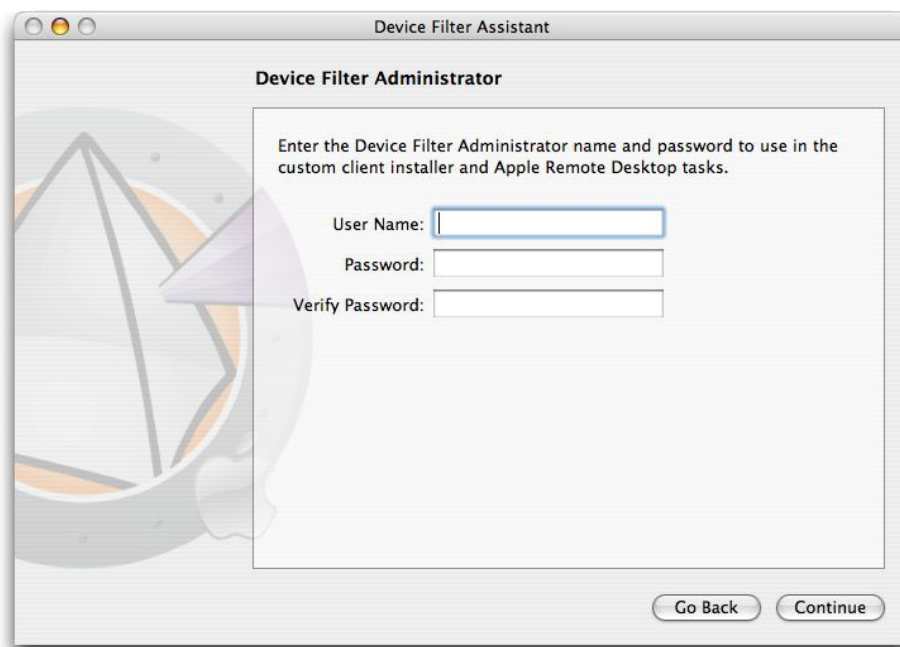 Device Filter Assistant
Device Filter Administrator
Enter the Device Filter Administrator name and password to use in the
custom client installer and Apple Remote Desktop tasks.
User Name:
Password:
Verify Password:
Go Back
Continue